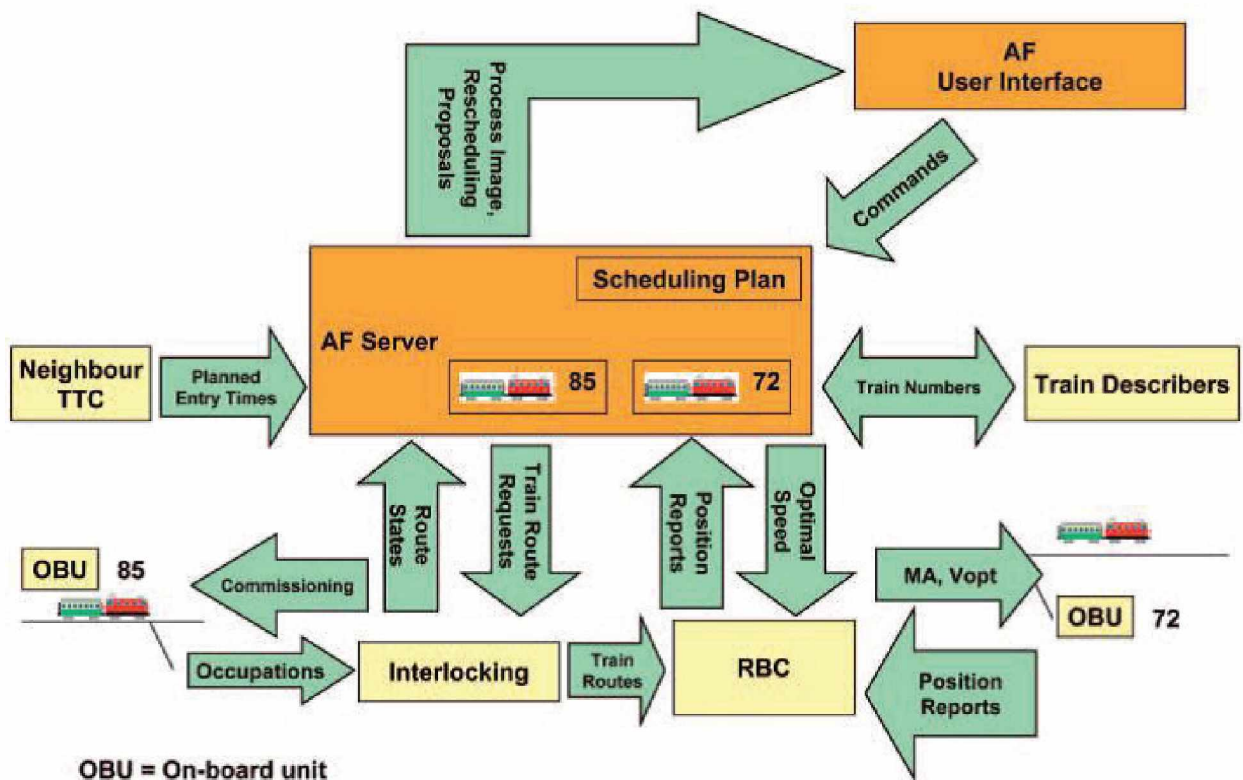 Process Image,
Rescheduling
Proposals
AF
User Interface
Commands
Scheduling Plan
AF Server
85
72
Neighbour
TTC
Planned
Entry Times
Train Numbers
Train Describers
Route
States
Train Route
Requests
Position
Reports
Optimal
Speed
OBU
85
Commissioning
MA, Vopt
OBU
72
Occupations
Interlocking
Train
Routes
RBC
Position
Reports
OBU = On-board unit